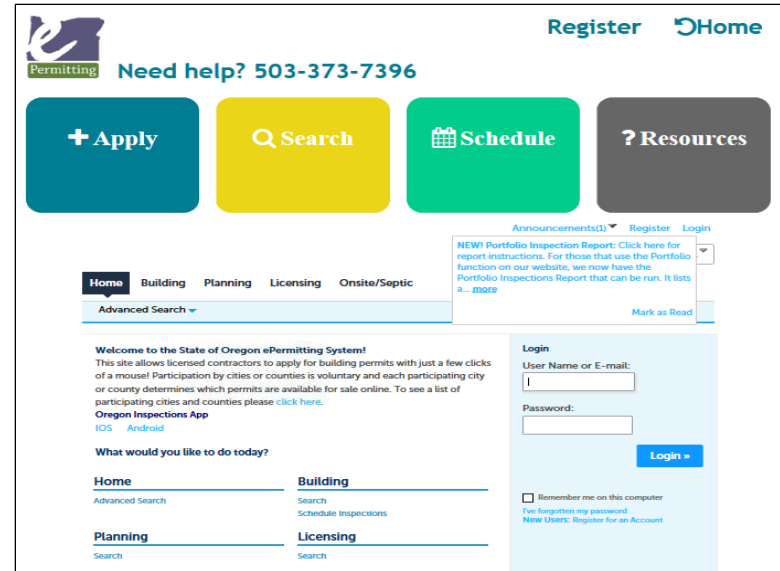 Register Home
Permitting
Need help? 503-373-7396
Apply
Search
Schedule
? Resources
Announcements(1) Register Login
NEW! Portfolio Inspection Report: Click here for
report instructions. For those that use the Portfolio
function on our website, we now have the
Portfolio Inspections Report that can be run. It lists
a... more
Mark as Read
Home Building Planning Licensing Onsite/Septic
Advanced Search
Welcome to the State of Oregon ePermitting System!
This site allows licensed contractors to apply for building permits with just a few clicks
of a mouse! Participation by cities or counties is voluntary and each participating city
or county determines which permits are available for sale online. To see a list of
participating cities and counties please click here.
Oregon Inspections App
IOS Android
What would you like to do today?
Home
Advanced Search
Building
Search
Schedule Inspections
Planning
Search
Licensing
Search
Login
User Name or E-mail:
Password:
Login »
Remember me on this computer
I've forgotten my password
New Users: Register for an Account